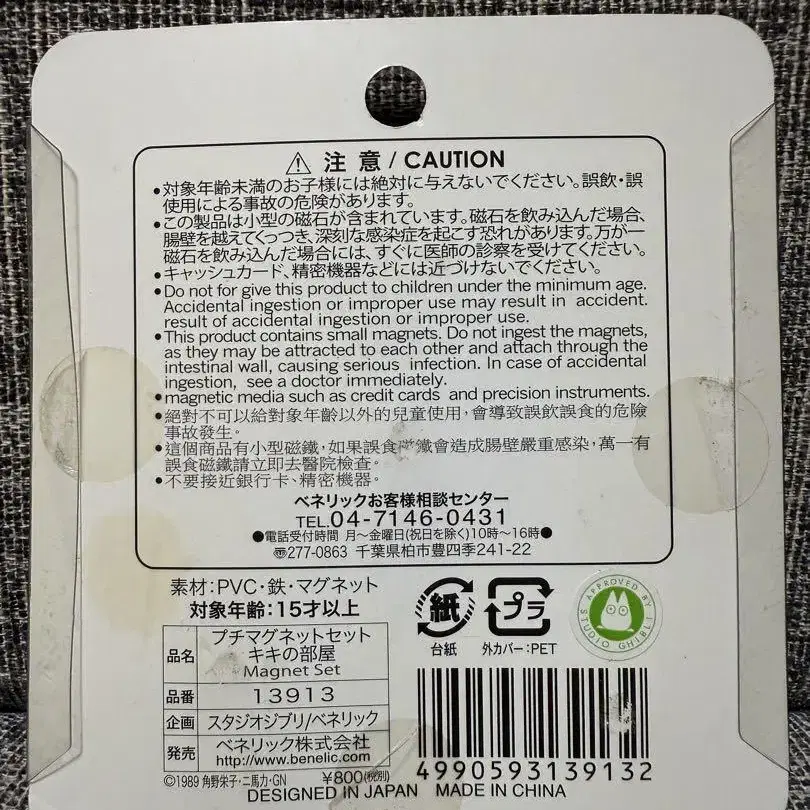 ⚠ 注意/CAUTION
•対象年齢未満のお子様には絶対に与えないでください。誤飲・誤
使用による事故の危険があります。
•この製品は小型の磁石が含まれています。磁石を飲み込んだ場合、
腸壁を越えてくっつき、深刻な感染症を起こす恐れがあります。万が一
磁石を飲み込んだ場合には、すぐに医師の診察を受けてください。
•キャッシュカード、精密機器などには近づけないでください。
•Do not for give this product to children under the minimum age.
Accidental ingestion or improper use may result in accident.
result of accidental ingestion or improper use.
•This product contains small magnets. Do not ingest the magnets,
as they may be attracted to each other and attach through the
intestinal wall, causing serious infection. In case of accidental
ingestion, see a doctor immediately.
•magnetic media such as credit cards and precision instruments.
•絕對不可以給對象年齡以外的兒童使用，會導致誤飲誤食的危險
事故發生。
•這個商品有小型磁鐵，如果誤食磁鐵會造成腸壁嚴重感染，萬一有
誤食磁鐵請立即去醫院檢查。
•不要接近銀行卡、精密機器。
ベネリックお客様相談センター
TEL.04-7146-0431
●電話受付時間 月〜金曜日(祝日を除く)10時〜16時●
〠277-0863 千葉県柏市豊四季241-22
素材:PVC・鉄・マグネット
対象年齢:15才以上
紙
台紙
プラ
外カバー:PET
APPROVED BY STUDIO GHIBLI
品名 プチマグネットセット
キキの部屋
Magnet Set
品番 13913
企画 スタジオジブリ/ベネリック
発売 ベネリック株式会社
http://www.benelic.com
©1989 角野栄子・二馬力・GN ¥800(税別)
4990593139132
DESIGNED IN JAPAN MADE IN CHINA